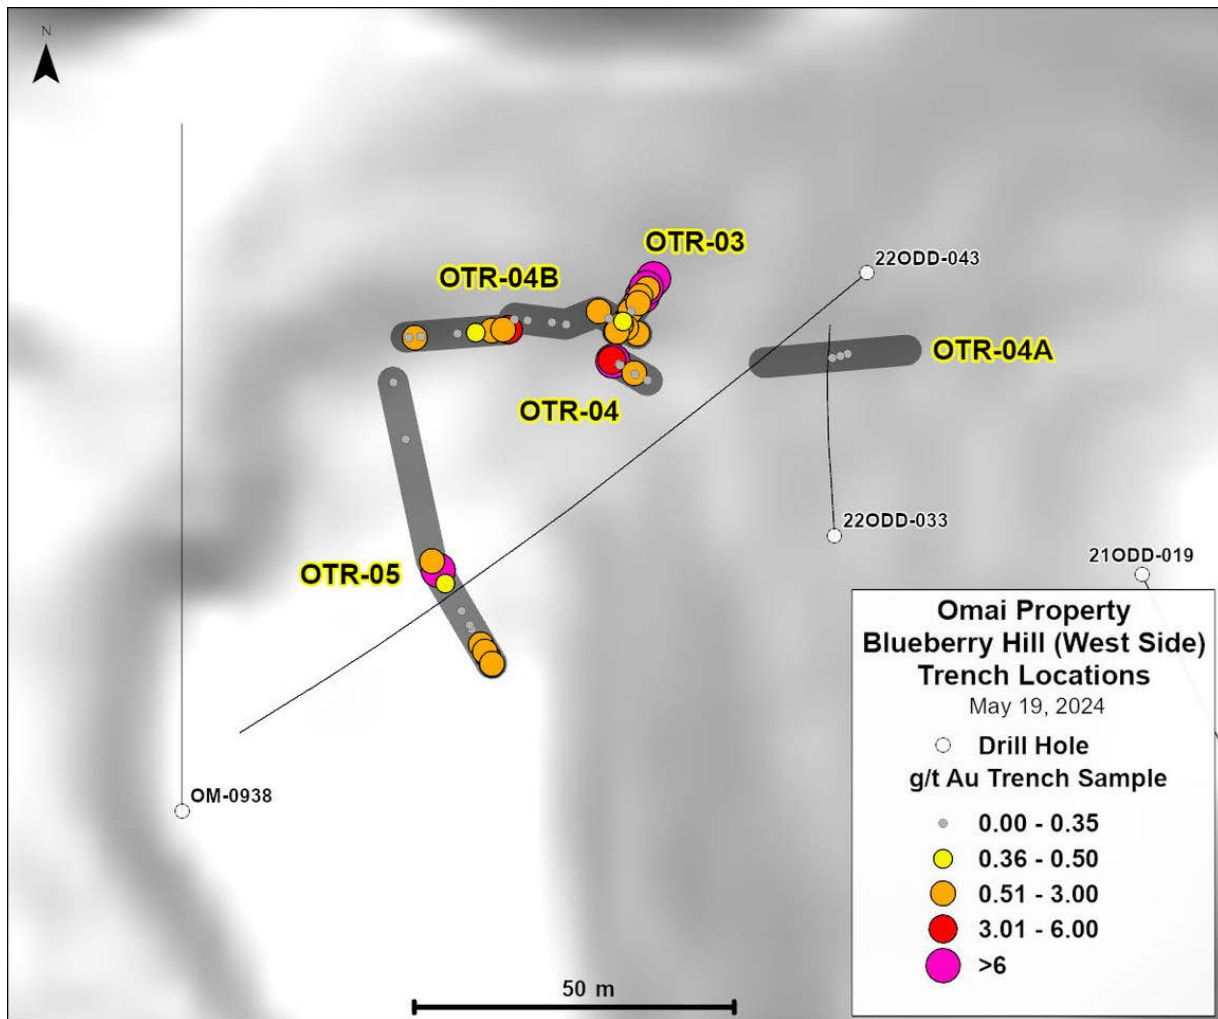 N
OTR-03
22ODD-043
OTR-04B
OTR-04A
OTR-04
22ODD-033
21ODD-019
OTR-05
OM-0938
Omai Property
Blueberry Hill (West Side)
Trench Locations
May 19, 2024
Drill Hole
g/t Au Trench Sample
0.00 - 0.35
0.36 - 0.50
0.51 - 3.00
3.01 - 6.00
>6
50 m